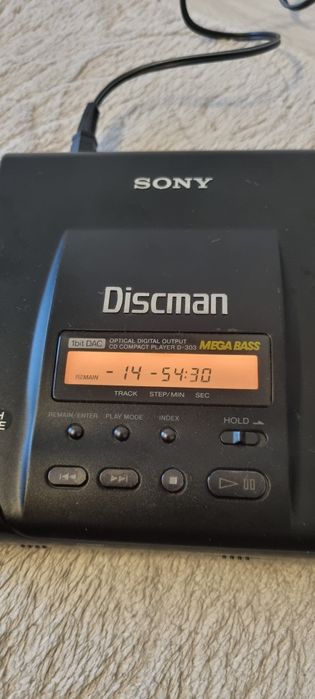 SONY
Discman
1bit DAC OPTICAL DIGITAL OUTPUT
CD COMPACT PLAYER D-303 MEGA BASS
REMAIN -14 -54:30
TRACK STEP/MIN SEC
REMAIN/ENTER PLAY MODE INDEX HOLD